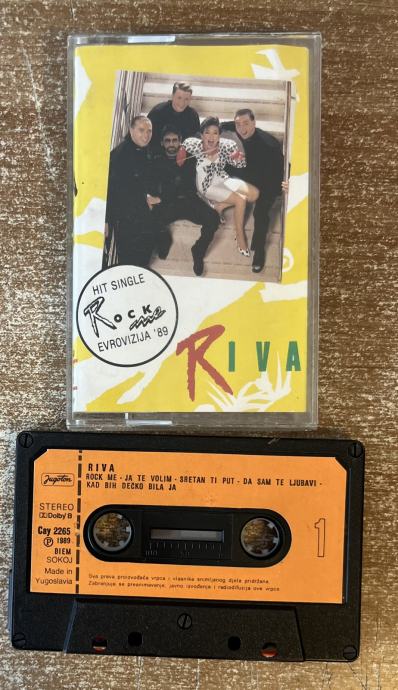 HIT SINGLE
Rock me
EVROVIZIJA '89
RIVA
Jugoton
STEREO
Dolby B
Cay 2265
P 1989
BIEM
SOKOJ
Made in
Yugoslavia
RIVA
ROCK ME - JA TE VOLIM - SRETAN TI PUT - DA SAM TE LJUBAVI -
KAD BIH DEČKO BILA JA
1
Sva prava proizvođača vrpca i vlasnika snimljenog djela pridržana.
Zabranjuje se presnimavanje, javno izvođenje i radiodifuzija ove vrpce.